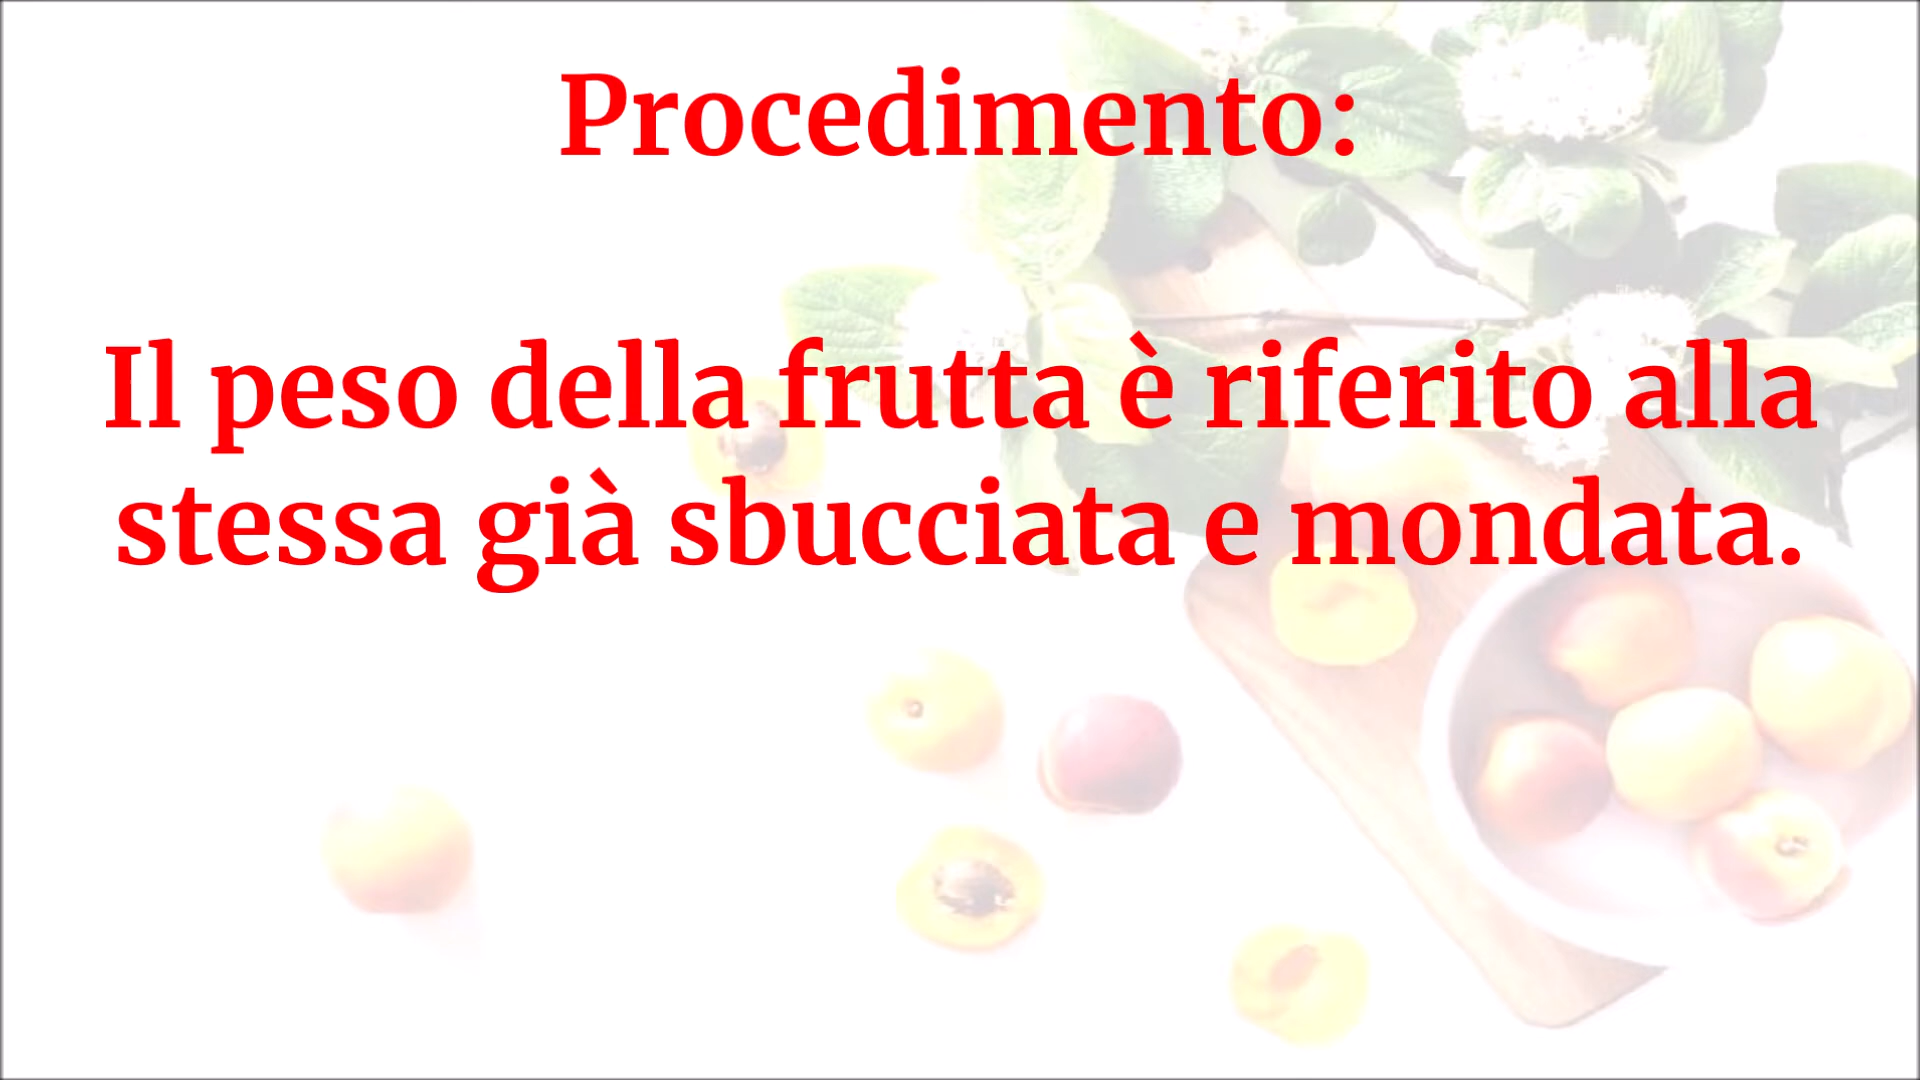 Procedimento:
Il peso della frutta è riferito alla
stessa già sbucciata e mondata.